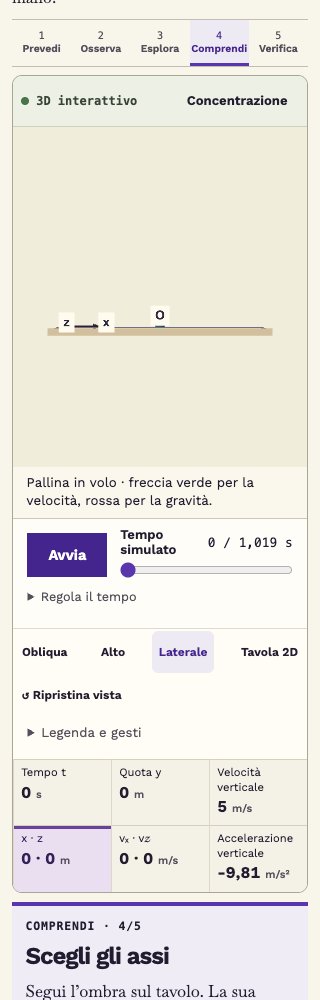 1 2 3 4 5
Prevedi Osserva Esplora Comprendi Verifica
3D interattivo Concentrazione
O
z x
Pallina in volo · freccia verde per la
velocità, rossa per la gravità.
Avvia
Tempo
simulato
0 / 1,019 s
▶ Regola il tempo
Obliqua Alto Laterale Tavola 2D
↺ Ripristina vista
▶ Legenda e gesti
Tempo t
0 s
Quota y
0 m
Velocità
verticale
5 m/s
x · z
0 · 0 m
vₓ · vz
0 · 0 m/s
Accelerazione
verticale
-9,81 m/s²
COMPRENDI · 4/5
Scegli gli assi
Segui l’ombra sul tavolo. La sua